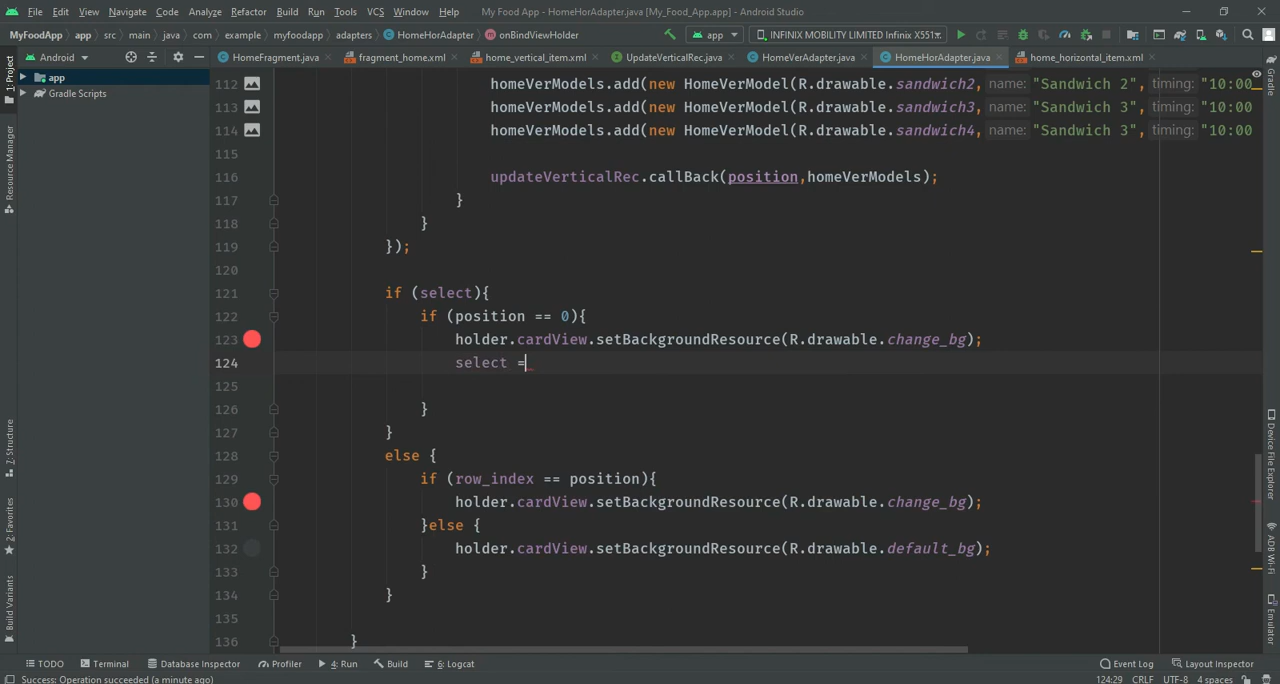 File Edit View Navigate Code Analyze Refactor Build Run Tools VCS Window Help My Food App - HomeHorAdapter.java [My_Food_App.app] - Android Studio
MyFoodApp app src main java com example myfoodapp adapters HomeHorAdapter onBindViewHolder app INFINIX MOBILITY LIMITED Infinix X551
Android HomeFragment.java fragment_home.xml home_vertical_item.xml UpdateVerticalRec.java HomeVerAdapter.java HomeHorAdapter.java home_horizontal_item.xml
1: Project
Resource Manager
Z: Structure
2: Favorites
Build Variants
app
Gradle Scripts
112 homeVerModels.add(new HomeVerModel(R.drawable.sandwich2, name: "Sandwich 2", timing: "10:00
113 homeVerModels.add(new HomeVerModel(R.drawable.sandwich3, name: "Sandwich 3", timing: "10:00
114 homeVerModels.add(new HomeVerModel(R.drawable.sandwich4, name: "Sandwich 3", timing: "10:00
115
116 updateVerticalRec.callBack(position,homeVerModels);
117 }
118 }
119 });
120
121 if (select){
122 if (position == 0){
123 holder.cardView.setBackgroundResource(R.drawable.change_bg);
124 select =
125
126 }
127 }
128 else {
129 if (row_index == position){
130 holder.cardView.setBackgroundResource(R.drawable.change_bg);
131 }else {
132 holder.cardView.setBackgroundResource(R.drawable.default_bg);
133 }
134 }
135
136 }
Gradle
Device File Explorer
ADB Wi-Fi
Emulator
TODO Terminal Database Inspector Profiler 4: Run Build 6: Logcat Event Log Layout Inspector
Success: Operation succeeded (a minute ago) 124:29 CRLF UTF-8 4 spaces